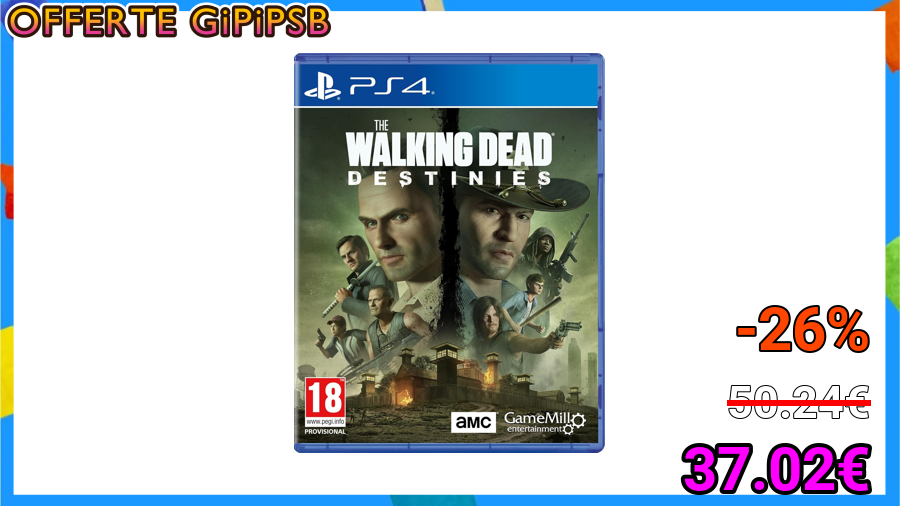 OFFERTE GiPiPSB
PS4
THE
WALKING DEAD
DESTINIES
18
www.pegi.info
PROVISIONAL
aMC
GameMill
entertainment
-26%
50.24€
37.02€